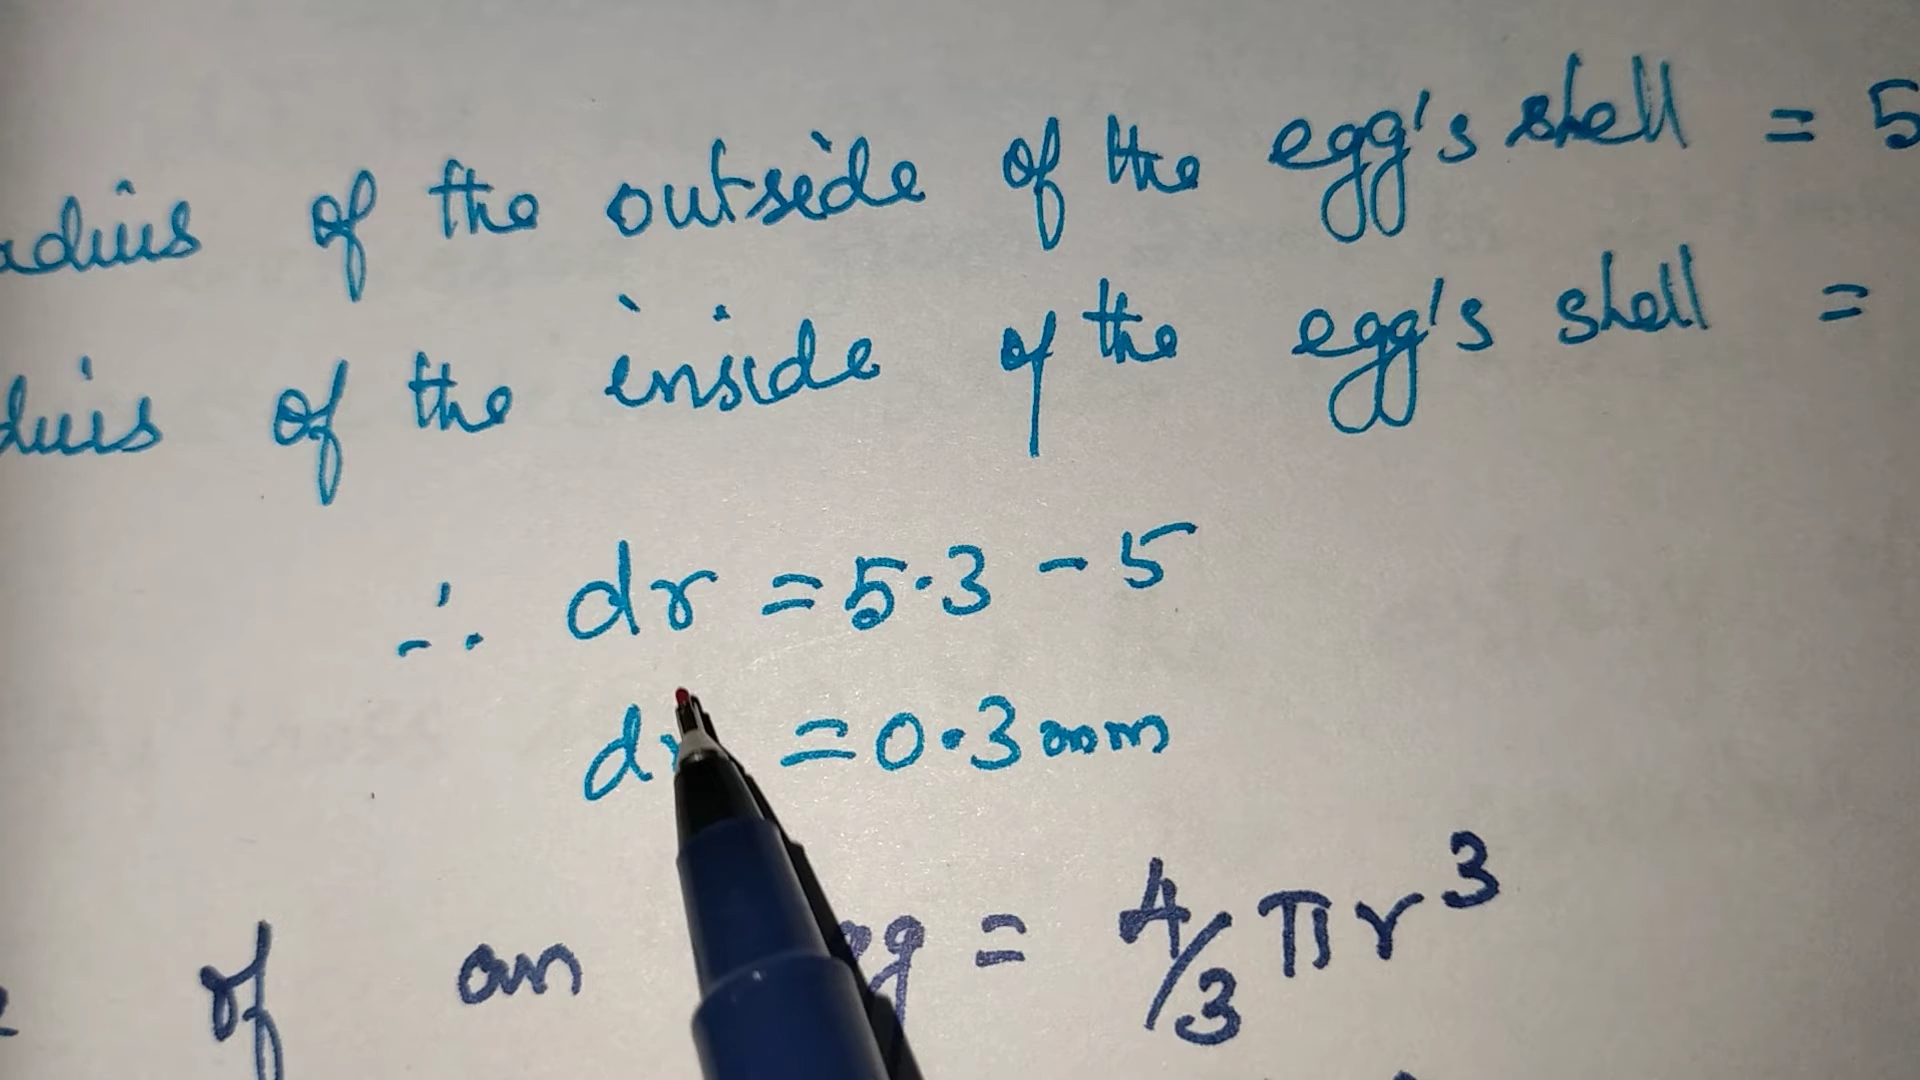 adius of the outside of the egg's shell = 5
dius of the inside of the egg's shell =
∴ dr = 5.3 - 5
dr = 0.3 mm
of an gg = 4/3 πr³